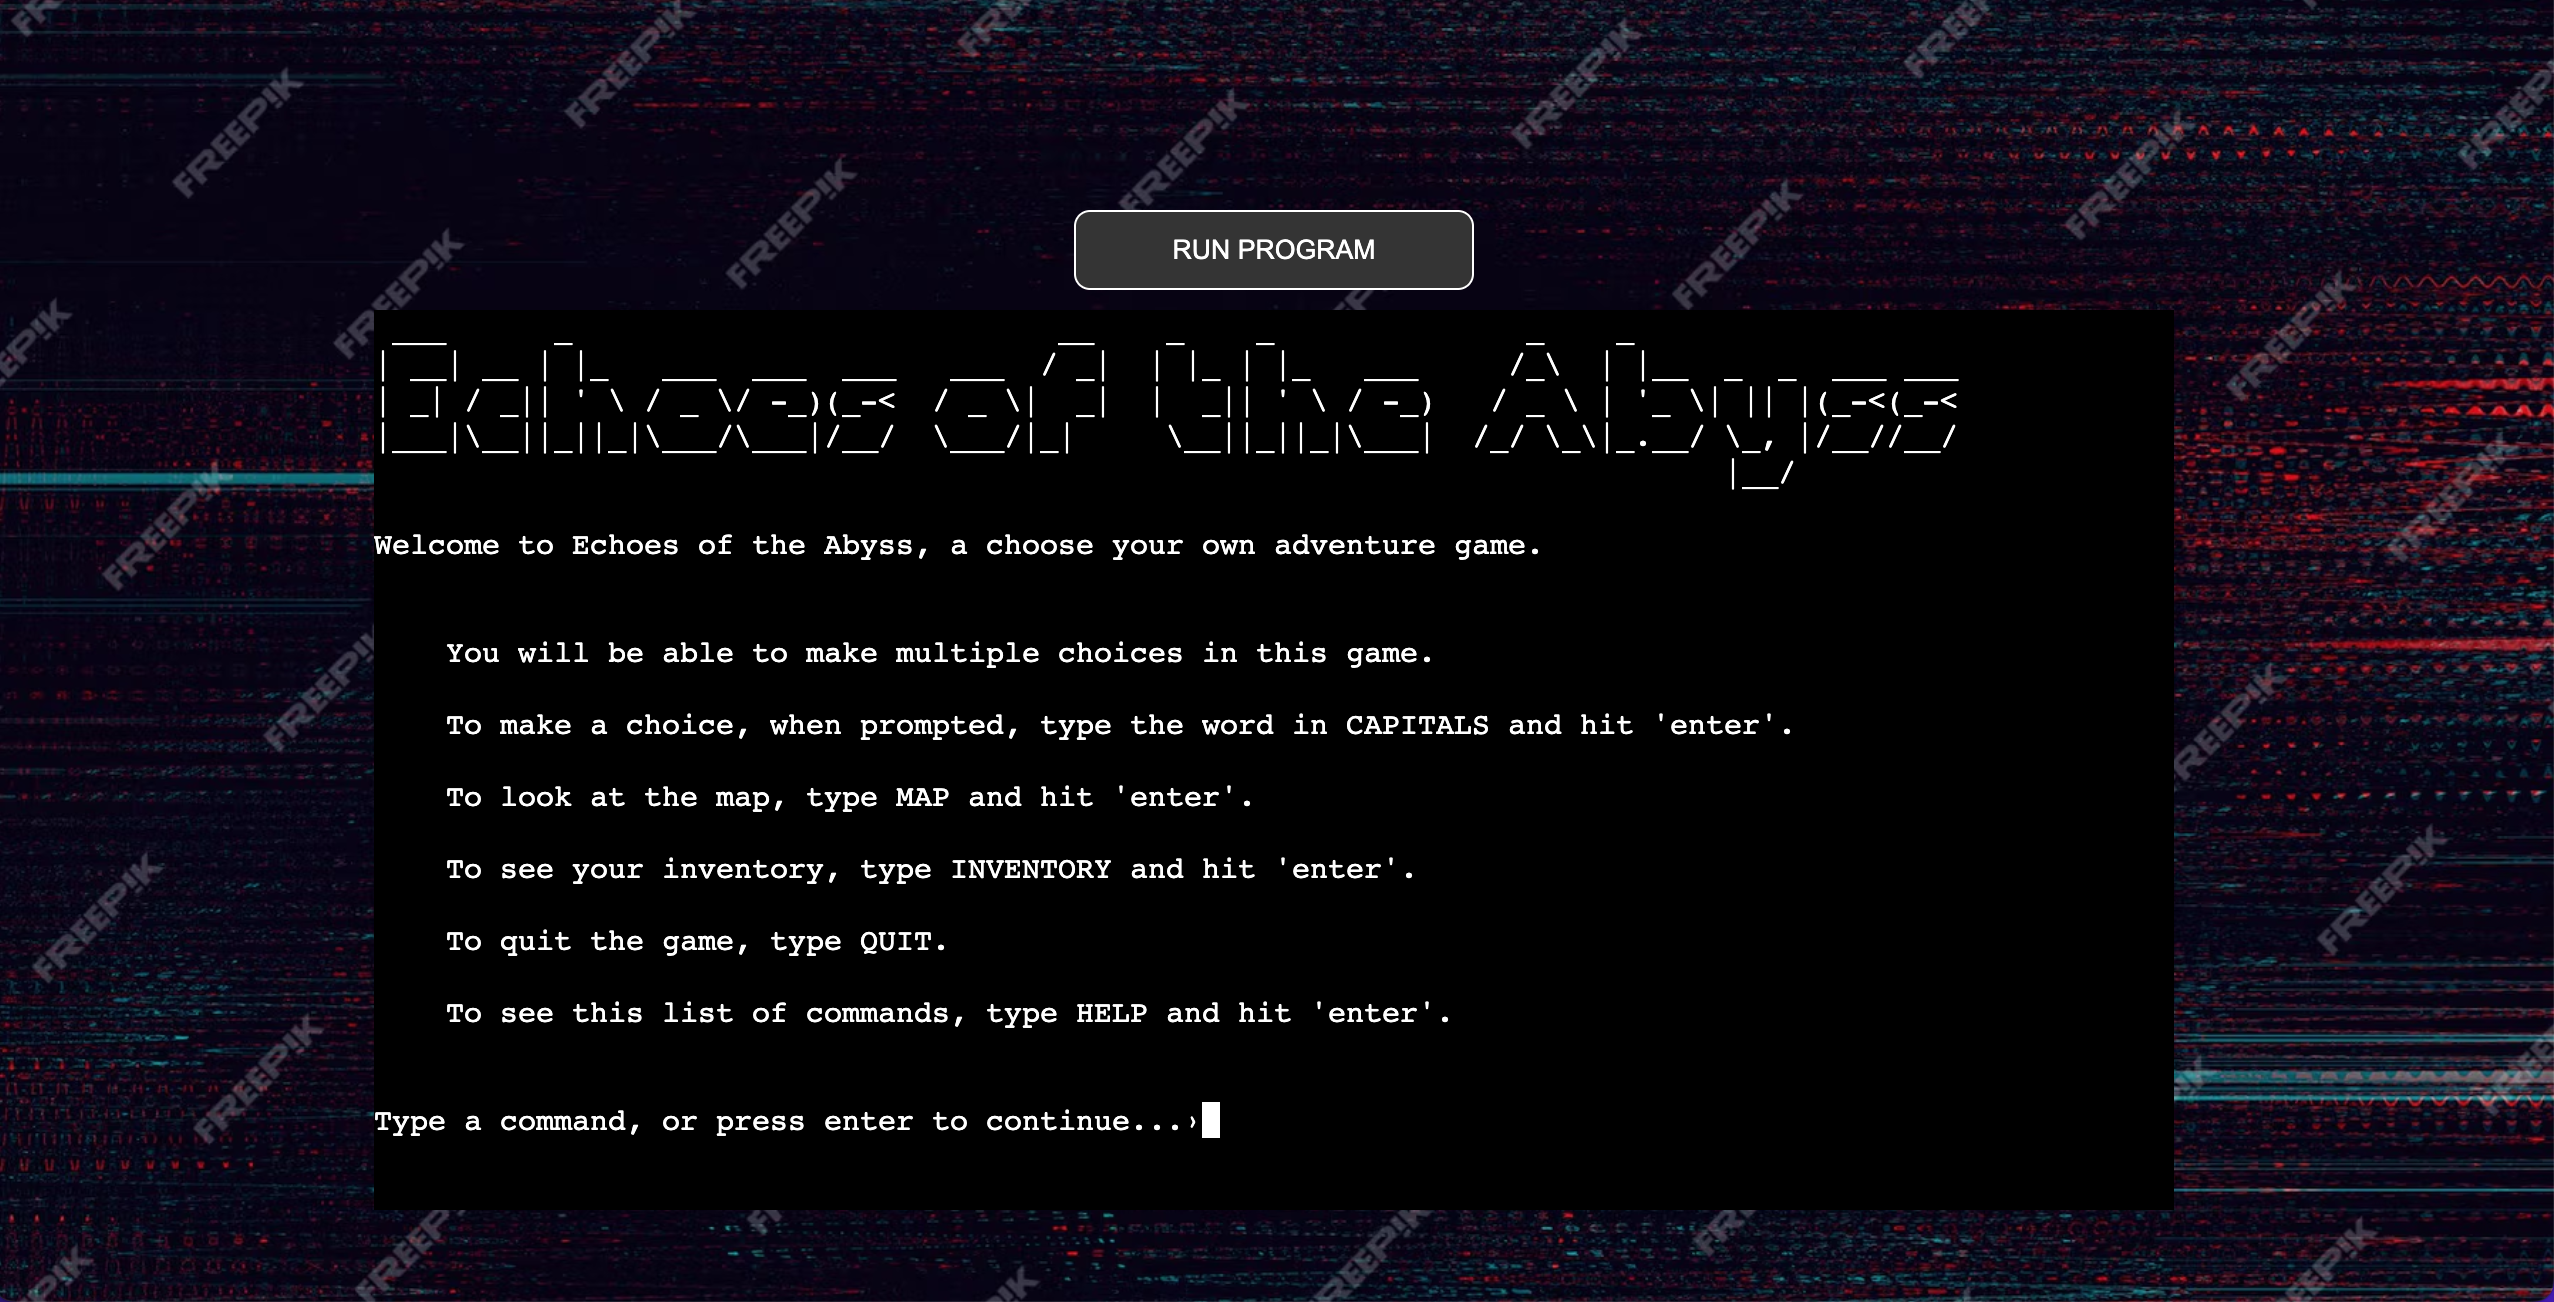 RUN PROGRAM
Echoes of the Abyss
Welcome to Echoes of the Abyss, a choose your own adventure game.
You will be able to make multiple choices in this game.
To make a choice, when prompted, type the word in CAPITALS and hit 'enter'.
To look at the map, type MAP and hit 'enter'.
To see your inventory, type INVENTORY and hit 'enter'.
To quit the game, type QUIT.
To see this list of commands, type HELP and hit 'enter'.
Type a command, or press enter to continue...›
FREEPIK